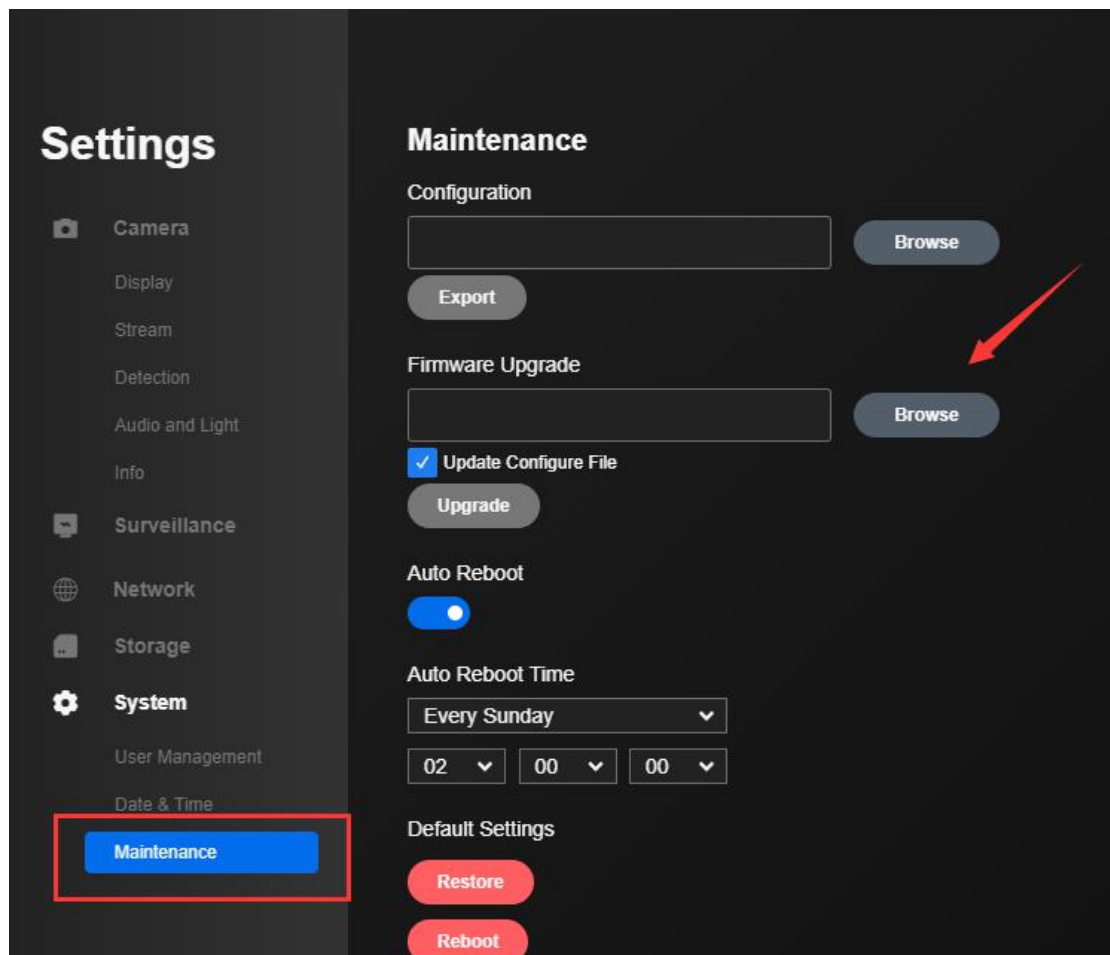 Settings
Camera
Display
Stream
Detection
Audio and Light
Info
Surveillance
Network
Storage
System
User Management
Date & Time
Maintenance
Maintenance
Configuration
Browse
Export
Firmware Upgrade
Browse
Update Configure File
Upgrade
Auto Reboot
Auto Reboot Time
Every Sunday
02 00 00
Default Settings
Restore
Reboot